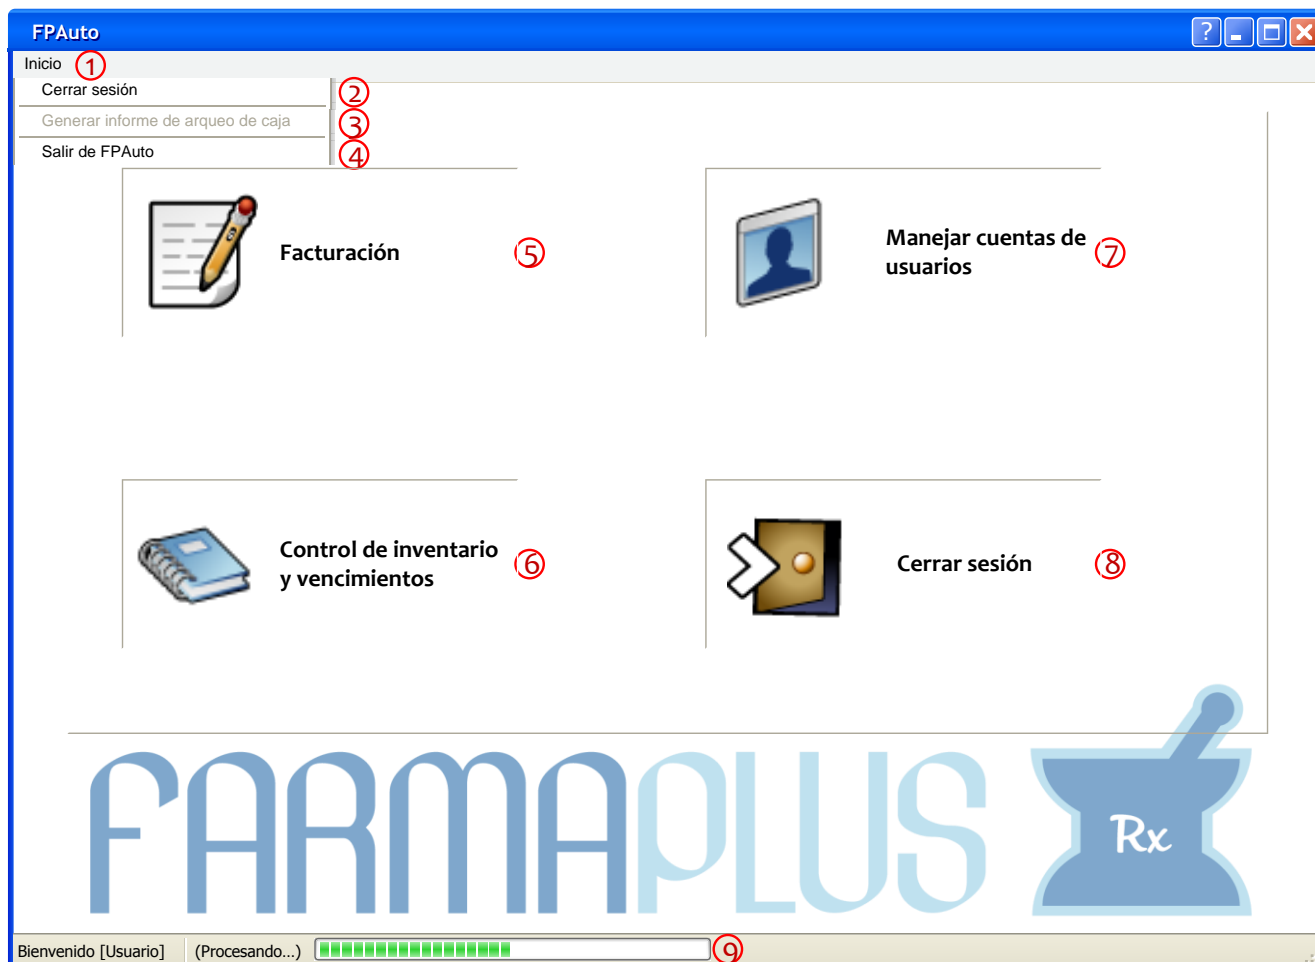 FPAuto
?
Inicio 1
Cerrar sesión 2
Generar informe de arqueo de caja 3
Salir de FPAuto 4
Facturación 5
Manejar cuentas de
usuarios 7
Control de inventario
y vencimientos 6
Cerrar sesión 8
FARMAPLUS
Rx
Bienvenido [Usuario] (Procesando...) 9